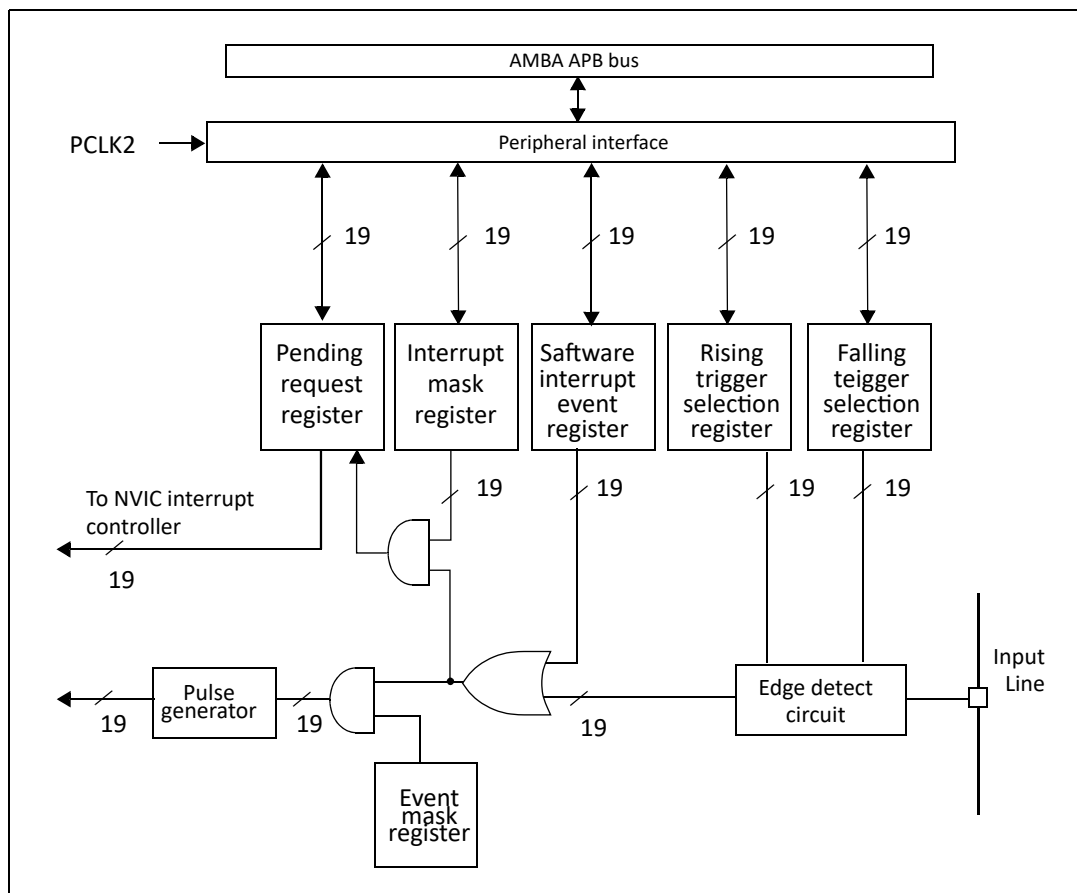 AMBA APB bus
PCLK2
Peripheral interface
19
19
19
19
19
Pending
request
register
Interrupt
mask
register
Saftware
interrupt
event
register
Rising
trigger
selection
register
Falling
teigger
selection
register
19
19
19
19
To NVIC interrupt
controller
19
Input
Line
Pulse
generator
Edge detect
circuit
19
19
19
Event
mask
register